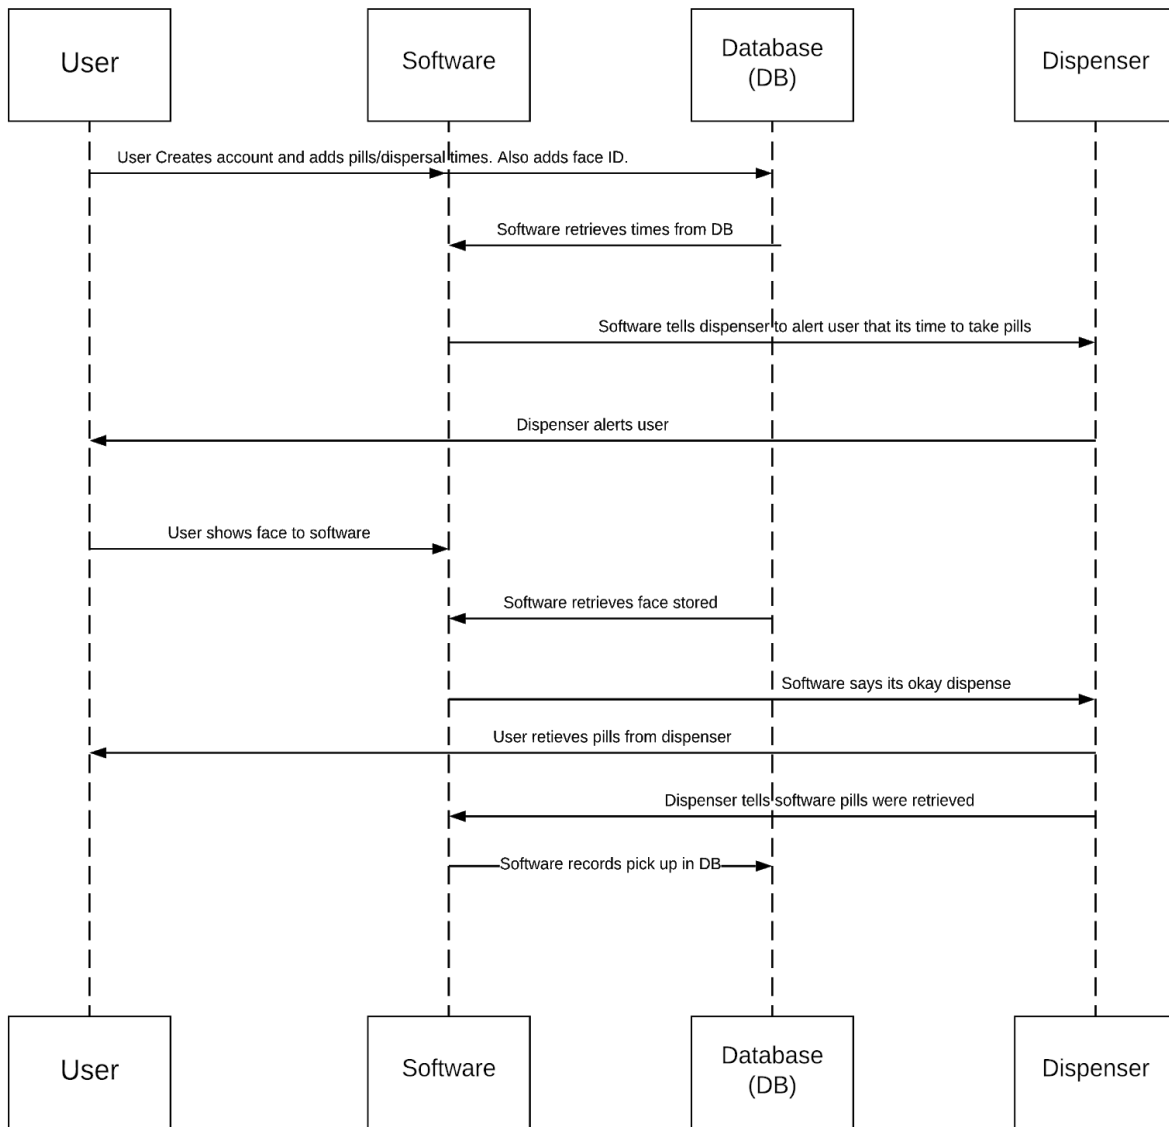 User
Software
Database
(DB)
Dispenser
User Creates account and adds pills/dispersal times. Also adds face ID.
Software retrieves times from DB
Software tells dispenser to alert user that its time to take pills
Dispenser alerts user
User shows face to software
Software retrieves face stored
Software says its okay dispense
User retieves pills from dispenser
Dispenser tells software pills were retrieved
Software records pick up in DB
User
Software
Database
(DB)
Dispenser